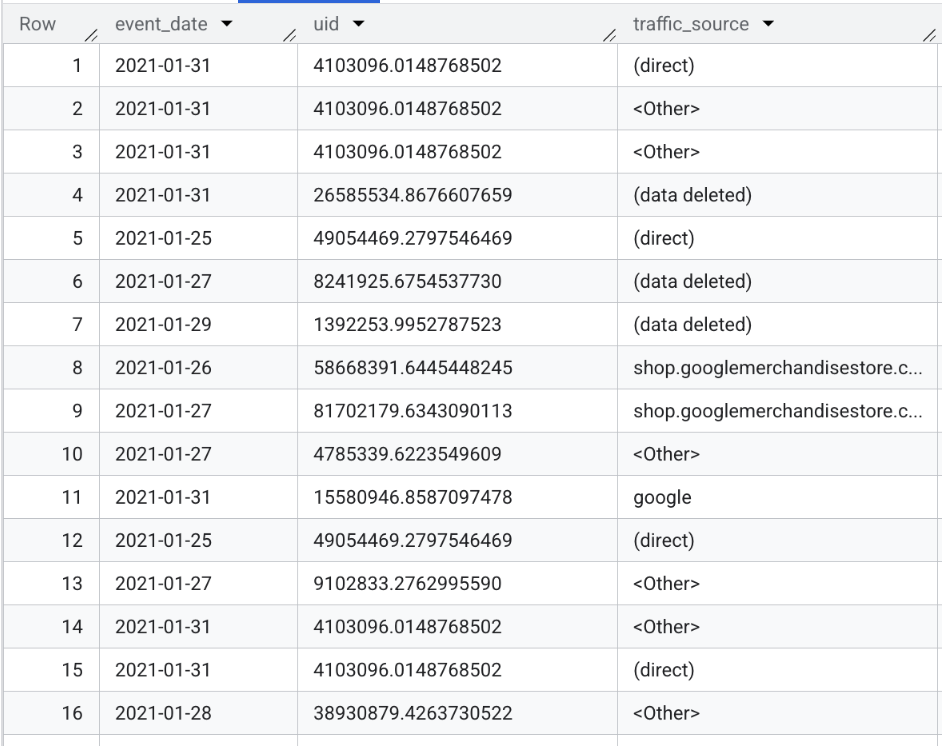 Row event_date uid traffic_source
1 2021-01-31 4103096.0148768502 (direct)
2 2021-01-31 4103096.0148768502 <Other>
3 2021-01-31 4103096.0148768502 <Other>
4 2021-01-31 26585534.8676607659 (data deleted)
5 2021-01-25 49054469.2797546469 (direct)
6 2021-01-27 8241925.6754537730 (data deleted)
7 2021-01-29 1392253.9952787523 (data deleted)
8 2021-01-26 58668391.6445448245 shop.googlemerchandisestore.c...
9 2021-01-27 81702179.6343090113 shop.googlemerchandisestore.c...
10 2021-01-27 4785339.6223549609 <Other>
11 2021-01-31 15580946.8587097478 google
12 2021-01-25 49054469.2797546469 (direct)
13 2021-01-27 9102833.2762995590 <Other>
14 2021-01-31 4103096.0148768502 <Other>
15 2021-01-31 4103096.0148768502 (direct)
16 2021-01-28 38930879.4263730522 <Other>